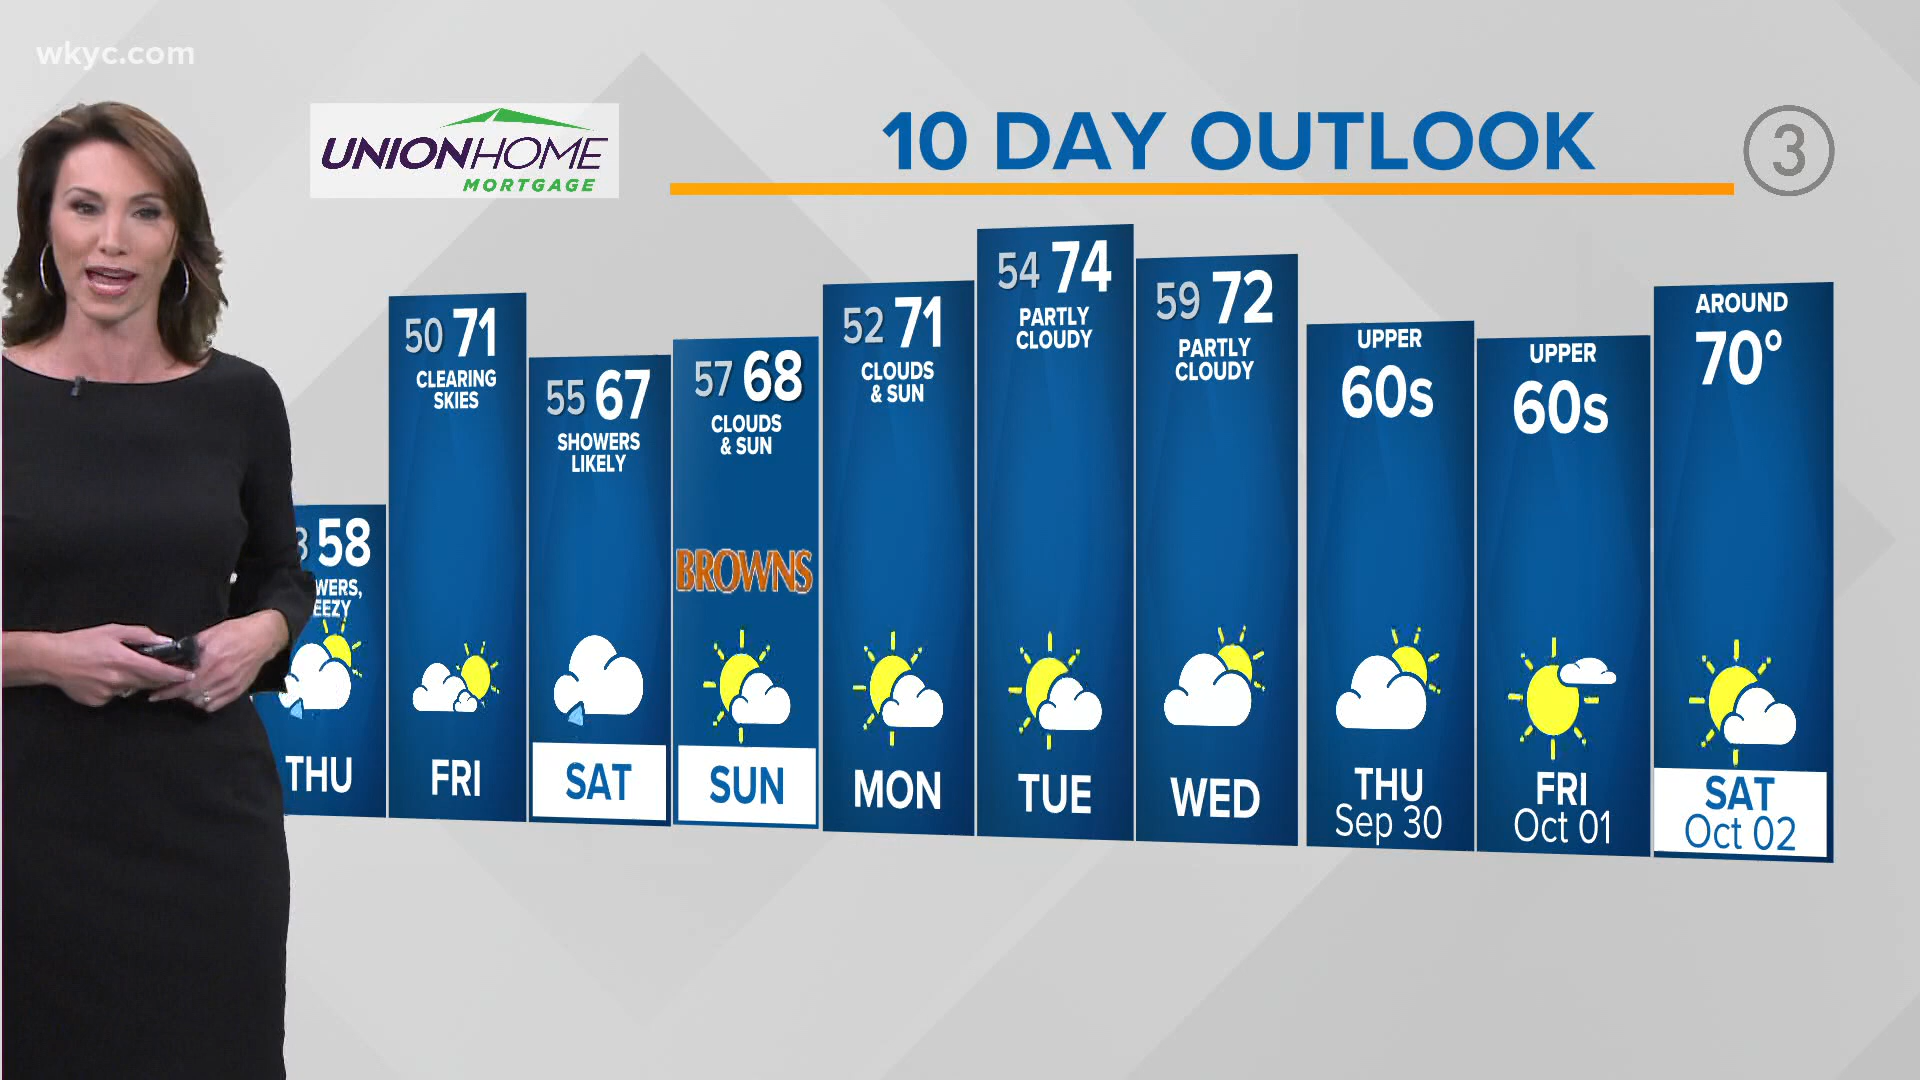 wkyc.com
UNIONHOME
MORTGAGE
10 DAY OUTLOOK
3
58
THU
50 71
CLEARING
SKIES
FRI
55 67
SHOWERS
LIKELY
SAT
57 68
CLOUDS
& SUN
BROWNS
SUN
52 71
CLOUDS
& SUN
MON
54 74
PARTLY
CLOUDY
TUE
59 72
PARTLY
CLOUDY
WED
UPPER
60s
THU
Sep 30
UPPER
60s
FRI
Oct 01
AROUND
70°
SAT
Oct 02